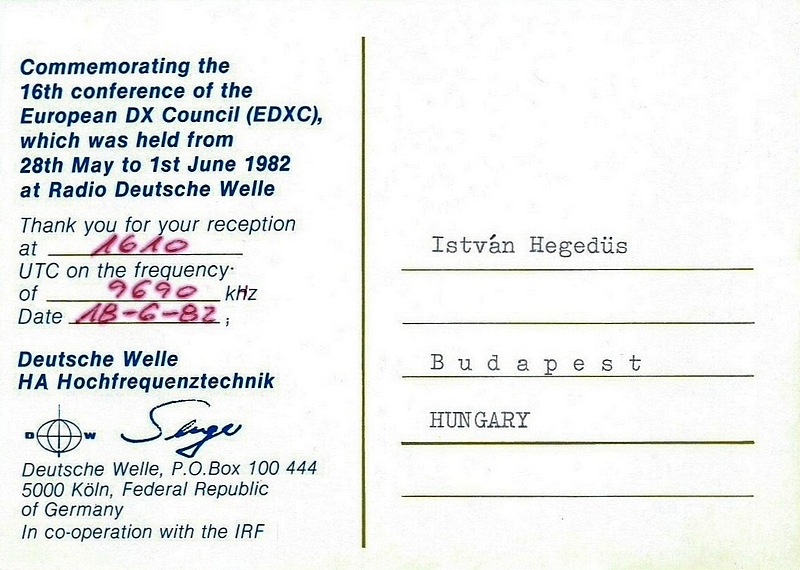 Commemorating the
16th conference of the
European DX Council (EDXC),
which was held from
28th May to 1st June 1982
at Radio Deutsche Welle
Thank you for your reception
at 1610
UTC on the frequency
of 9690 kHz
Date 18-6-82;
Deutsche Welle
HA Hochfrequenztechnik
D W
Deutsche Welle, P.O.Box 100 444
5000 Köln, Federal Republic
of Germany
In co-operation with the IRF
István Hegedüs
Budapest
HUNGARY